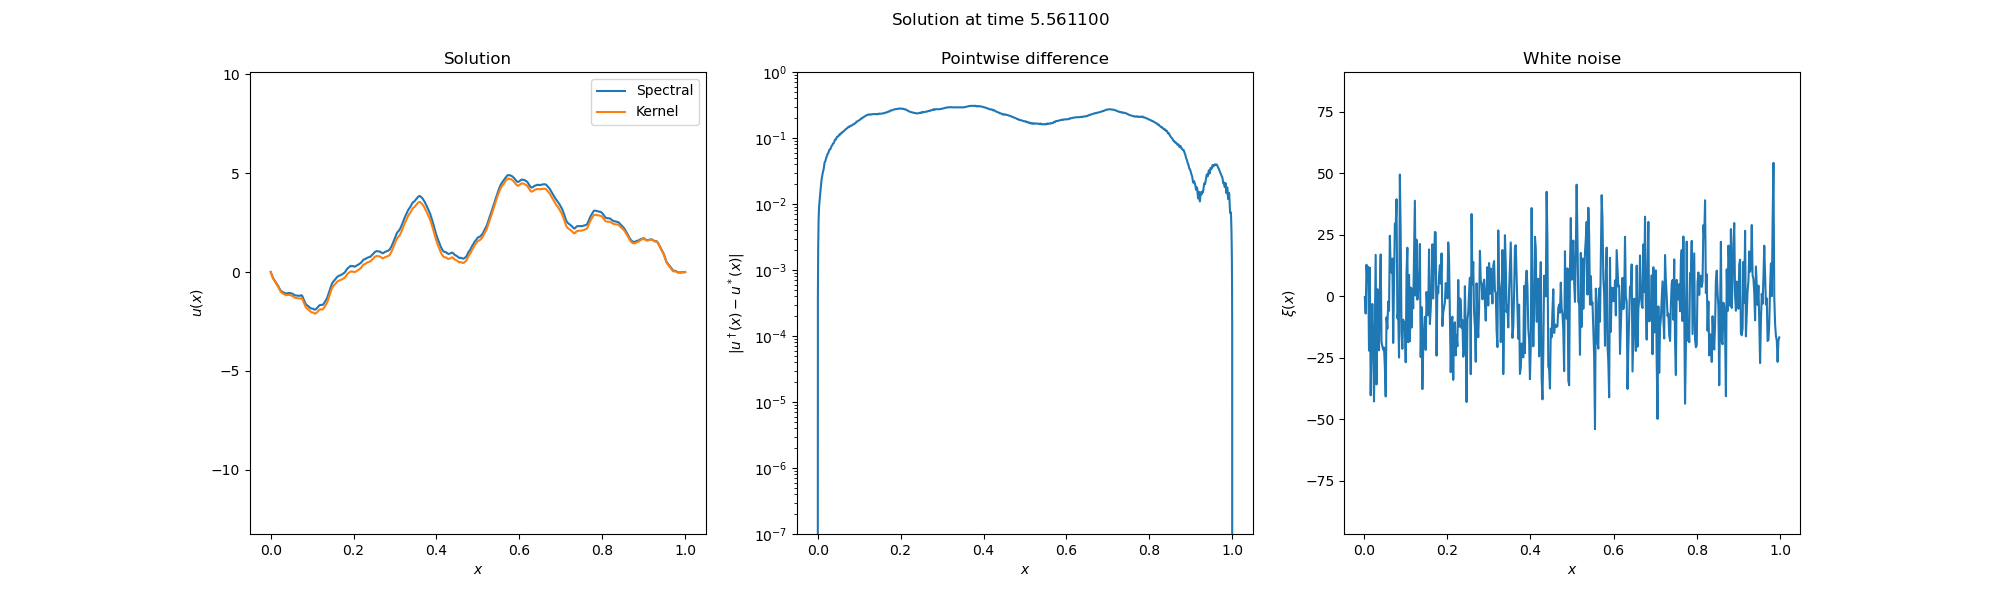 Solution at time 5.561100
Solution
Spectral
Kernel
10
5
0
−5
−10
u(x)
0.0 0.2 0.4 0.6 0.8 1.0
x
Pointwise difference
10⁰
10⁻¹
10⁻²
10⁻³
10⁻⁴
10⁻⁵
10⁻⁶
10⁻⁷
|u†(x) − u*(x)|
0.0 0.2 0.4 0.6 0.8 1.0
x
White noise
75
50
25
0
−25
−50
−75
ξ(x)
0.0 0.2 0.4 0.6 0.8 1.0
x